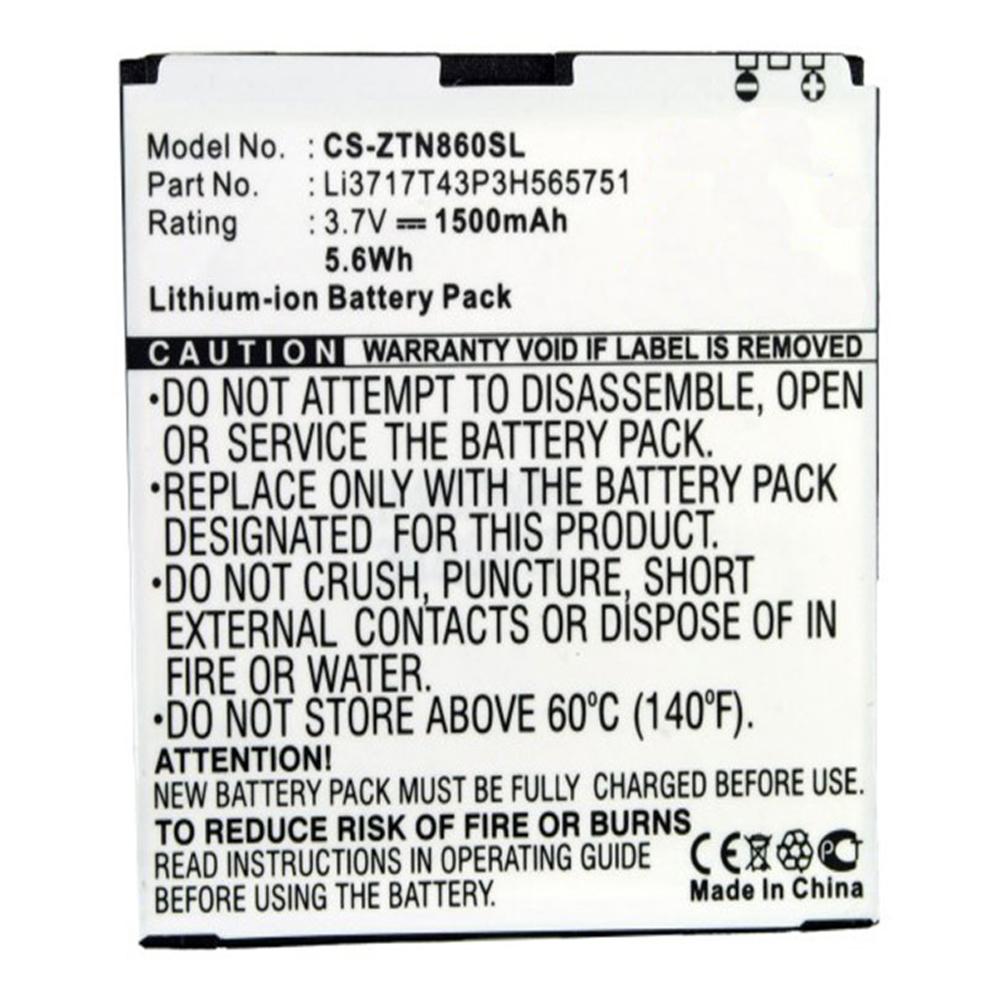 Model No. : CS-ZTN860SL
Part No. : Li3717T43P3H565751
Rating : 3.7V 1500mAh
5.6Wh
Lithium-ion Battery Pack
CAUTION WARRANTY VOID IF LABEL IS REMOVED
•DO NOT ATTEMPT TO DISASSEMBLE, OPEN
OR SERVICE THE BATTERY PACK.
•REPLACE ONLY WITH THE BATTERY PACK
DESIGNATED FOR THIS PRODUCT.
•DO NOT CRUSH, PUNCTURE, SHORT
EXTERNAL CONTACTS OR DISPOSE OF IN
FIRE OR WATER.
•DO NOT STORE ABOVE 60°C (140°F).
ATTENTION!
NEW BATTERY PACK MUST BE FULLY CHARGED BEFORE USE.
TO REDUCE RISK OF FIRE OR BURNS
READ INSTRUCTIONS IN OPERATING GUIDE
BEFORE USING THE BATTERY.
CE
Made In China